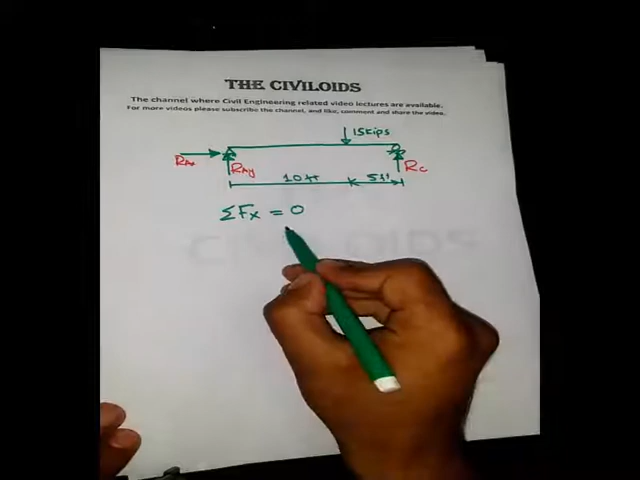 THE CIVILOIDS
The channel where Civil Engineering related video lectures are available.
For more videos please subscribe the channel, and like, comment and share the video.
15kips
RAx
RAy
Rc
10ft
5ft
ΣFx = 0
CIVILOIDS